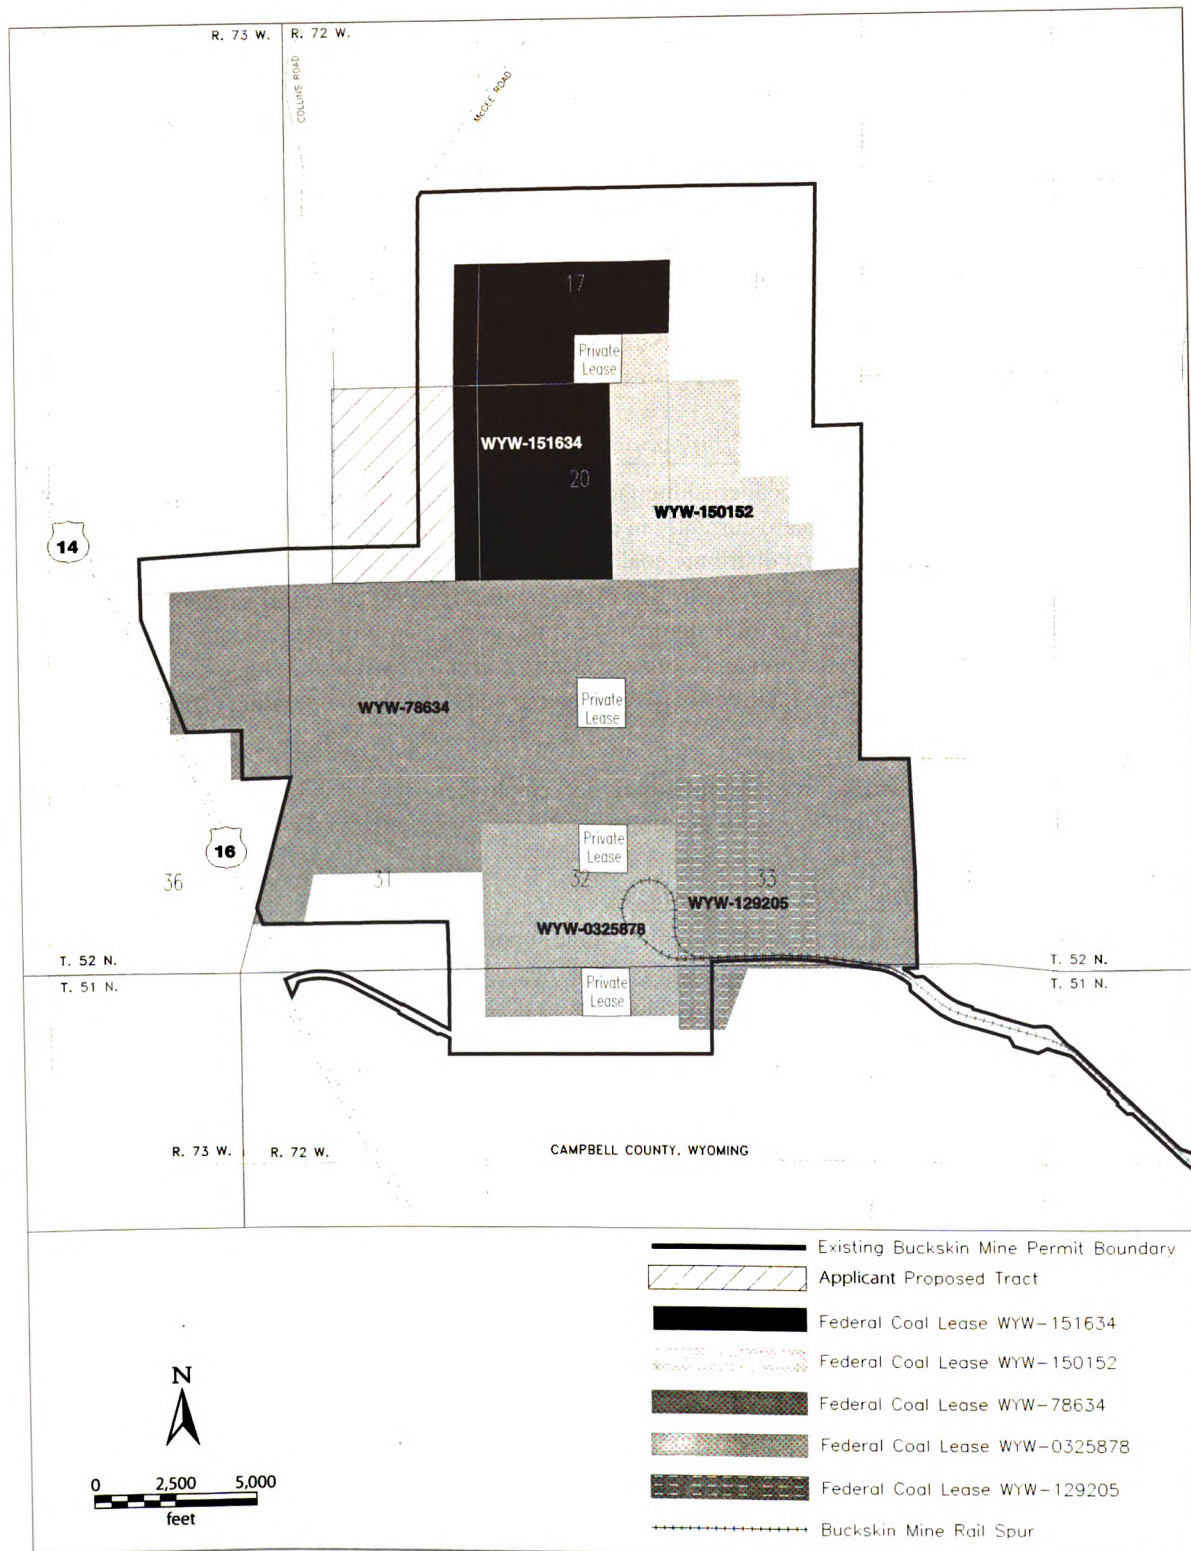 R. 73 W.
R. 72 W.
COLLINS ROAD
McGEE ROAD
17
Private
Lease
WYW-151634
20
WYW-150152
14
Private
Lease
WYW-78634
16
Private
Lease
36
31
32
33
WYW-129205
WYW-0325878
T. 52 N.
T. 52 N.
T. 51 N.
T. 51 N.
Private
Lease
R. 73 W.
R. 72 W.
CAMPBELL COUNTY, WYOMING
Existing Buckskin Mine Permit Boundary
Applicant Proposed Tract
Federal Coal Lease WYW-151634
Federal Coal Lease WYW-150152
Federal Coal Lease WYW-78634
Federal Coal Lease WYW-0325878
Federal Coal Lease WYW-129205
Buckskin Mine Rail Spur
N
0 2,500 5,000
feet